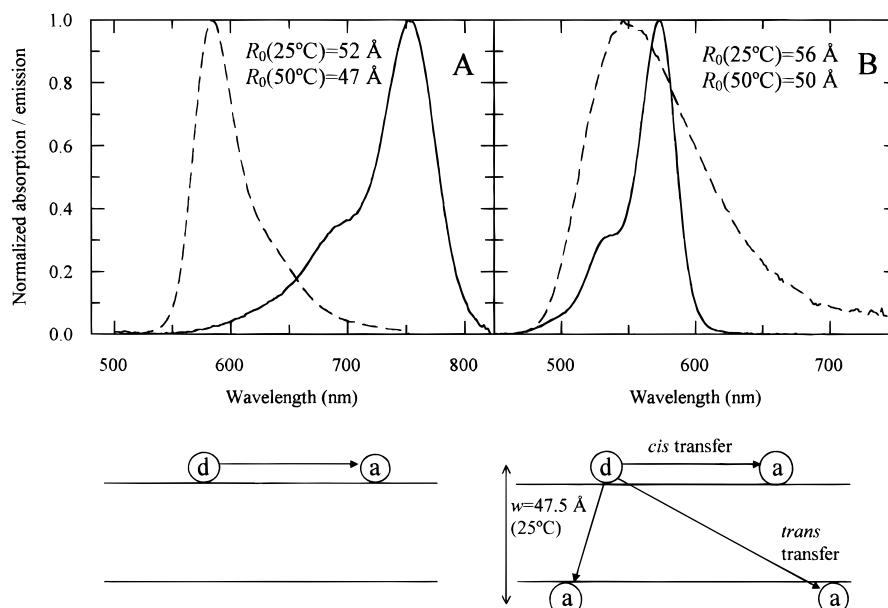 1.0
0.8
0.6
0.4
0.2
0.0
Normalized absorption / emission
R0(25ºC)=52 Å
R0(50ºC)=47 Å
A
500 600 700 800
Wavelength (nm)
R0(25ºC)=56 Å
R0(50ºC)=50 Å
B
500 600 700
Wavelength (nm)
d
a
cis transfer
d
a
w=47.5 Å
(25ºC)
trans
transfer
a
a